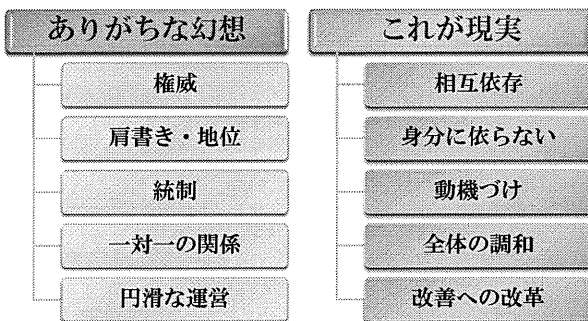 ありがちな幻想
権威
肩書き・地位
統制
一対一の関係
円滑な運営
これが現実
相互依存
身分に依らない
動機づけ
全体の調和
改善への改革